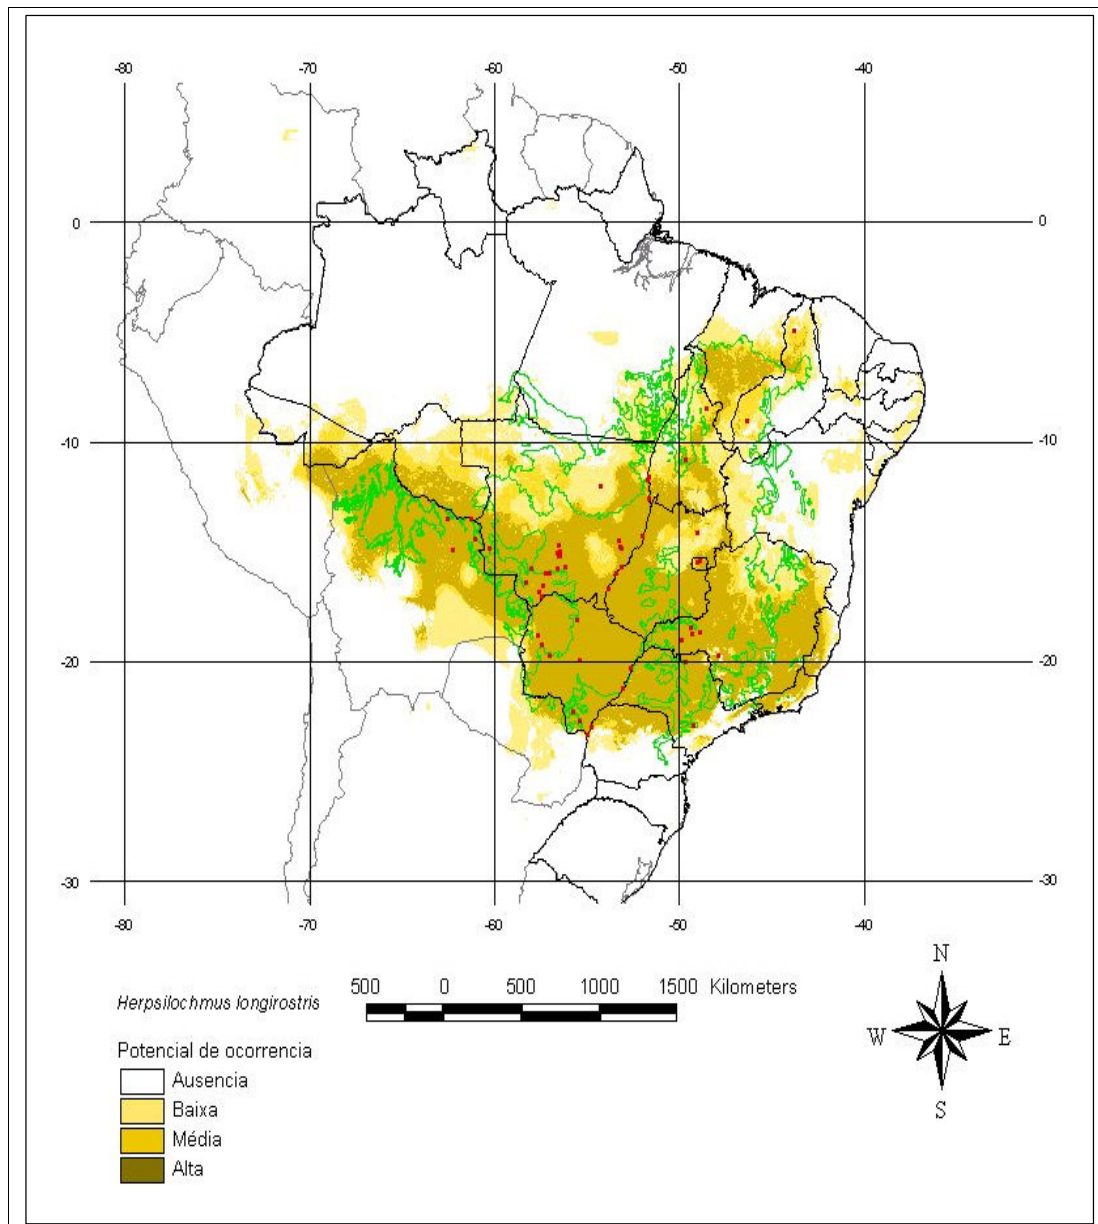 -80 -70 -60 -50 -40
0 0
-10 -10
-20 -20
-30 -30
-80 -70 -60 -50 -40
N
500 0 500 1000 1500 Kilometers
Herpsilochmus longirostris
W E
Potencial de ocorrencia
Ausencia
S
Baixa
Média
Alta